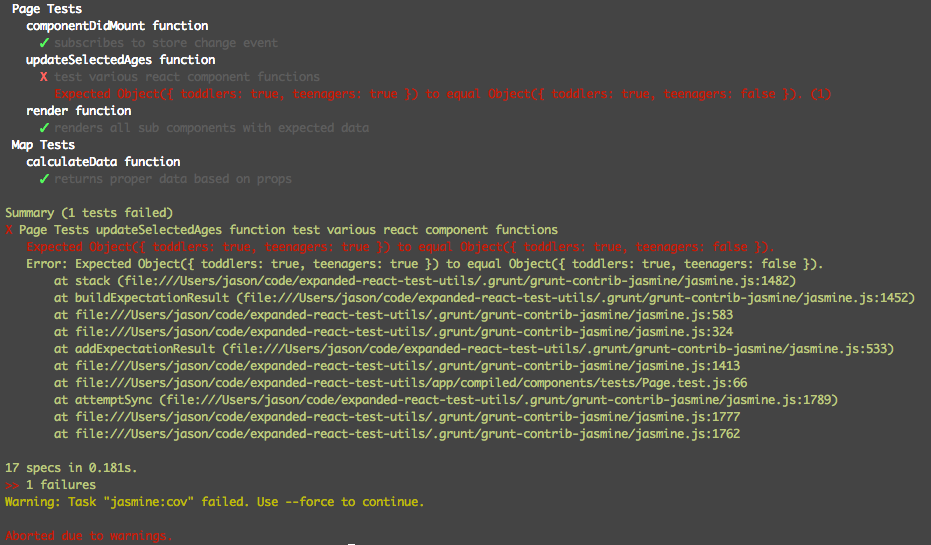 Page Tests
componentDidMount function
✓ subscribes to store change event
updateSelectedAges function
X test various react component functions
Expected Object({ toddlers: true, teenagers: true }) to equal Object({ toddlers: true, teenagers: false }). (1)
render function
✓ renders all sub components with expected data
Map Tests
calculateData function
✓ returns proper data based on props
Summary (1 tests failed)
X Page Tests updateSelectedAges function test various react component functions
Expected Object({ toddlers: true, teenagers: true }) to equal Object({ toddlers: true, teenagers: false }).
Error: Expected Object({ toddlers: true, teenagers: true }) to equal Object({ toddlers: true, teenagers: false }).
at stack (file:///Users/jason/code/expanded-react-test-utils/.grunt/grunt-contrib-jasmine/jasmine.js:1482)
at buildExpectationResult (file:///Users/jason/code/expanded-react-test-utils/.grunt/grunt-contrib-jasmine/jasmine.js:1452)
at file:///Users/jason/code/expanded-react-test-utils/.grunt/grunt-contrib-jasmine/jasmine.js:583
at file:///Users/jason/code/expanded-react-test-utils/.grunt/grunt-contrib-jasmine/jasmine.js:324
at addExpectationResult (file:///Users/jason/code/expanded-react-test-utils/.grunt/grunt-contrib-jasmine/jasmine.js:533)
at file:///Users/jason/code/expanded-react-test-utils/.grunt/grunt-contrib-jasmine/jasmine.js:1413
at file:///Users/jason/code/expanded-react-test-utils/app/compiled/components/tests/Page.test.js:66
at attemptSync (file:///Users/jason/code/expanded-react-test-utils/.grunt/grunt-contrib-jasmine/jasmine.js:1789)
at file:///Users/jason/code/expanded-react-test-utils/.grunt/grunt-contrib-jasmine/jasmine.js:1777
at file:///Users/jason/code/expanded-react-test-utils/.grunt/grunt-contrib-jasmine/jasmine.js:1762
17 specs in 0.181s.
>> 1 failures
Warning: Task "jasmine:cov" failed. Use --force to continue.
Aborted due to warnings.